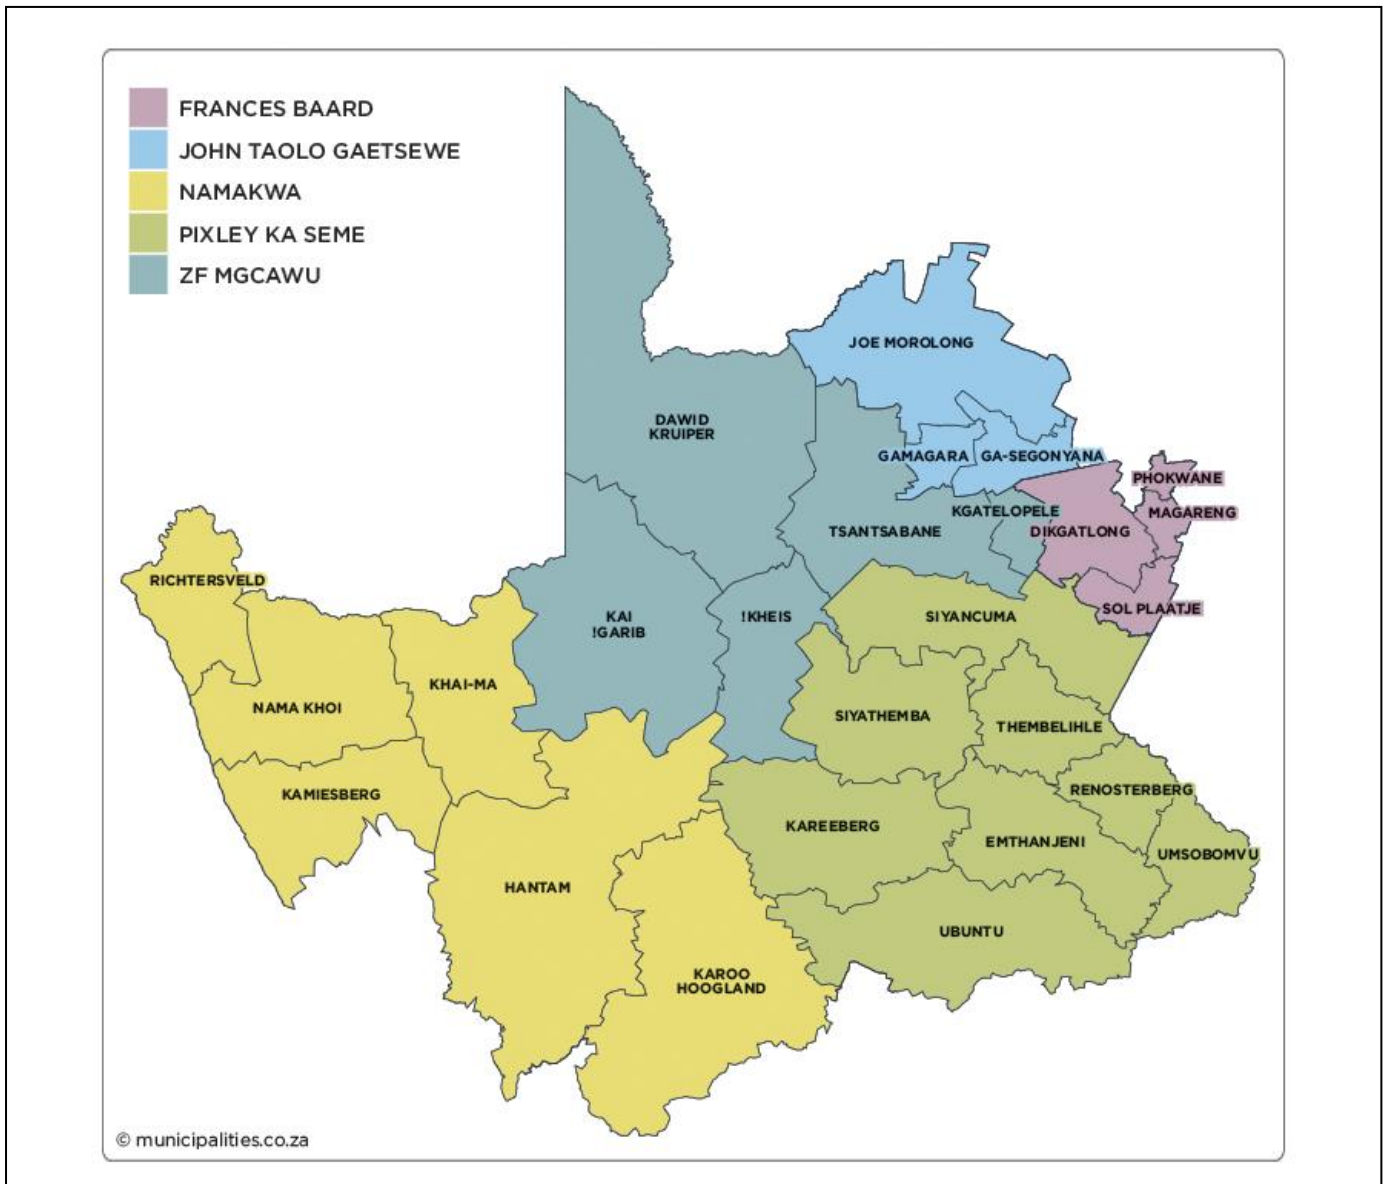 FRANCES BAARD
JOHN TAOLO GAETSEWE
NAMAKWA
PIXLEY KA SEME
ZF MGCAWU
JOE MOROLONG
DAWID
KRUIPER
GAMAGARA
GA-SEGONYANA
PHOKWANE
KGATELOPELE
MAGARENG
TSANTSABANE
DIKGATLONG
RICHTERSVELD
KAI
!GARIB
!KHEIS
SIYANCUMA
SOL PLAATJE
KHAI-MA
NAMA KHOI
SIYATHEMBA
THEMBELIHLE
KAMIESBERG
RENOSTERBERG
KAREEBERG
EMTHANJENI
UMSOBOMVU
HANTAM
UBUNTU
KAROO
HOOGLAND
© municipalities.co.za